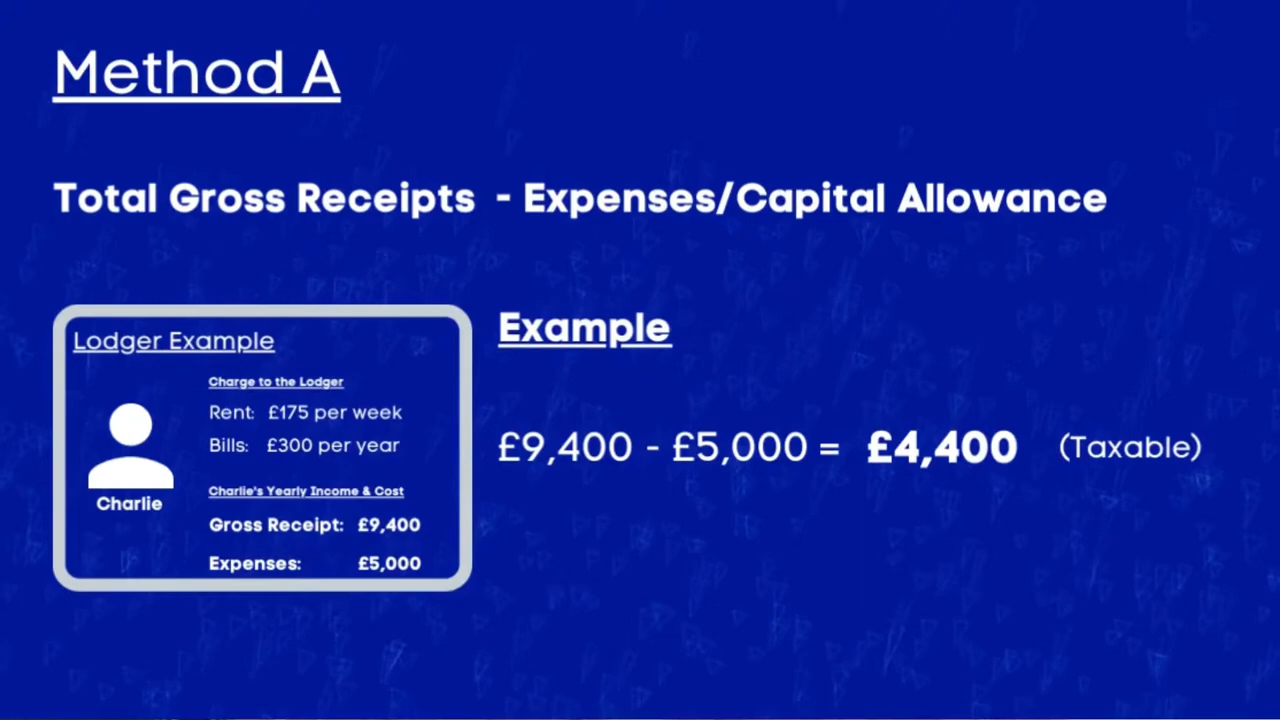 Method A
Total Gross Receipts - Expenses/Capital Allowance
Lodger Example
Charge to the Lodger
Rent: £175 per week
Bills: £300 per year
Charlie
Charlie's Yearly Income & Cost
Gross Receipt: £9,400
Expenses: £5,000
Example
£9,400 - £5,000 = £4,400 (Taxable)